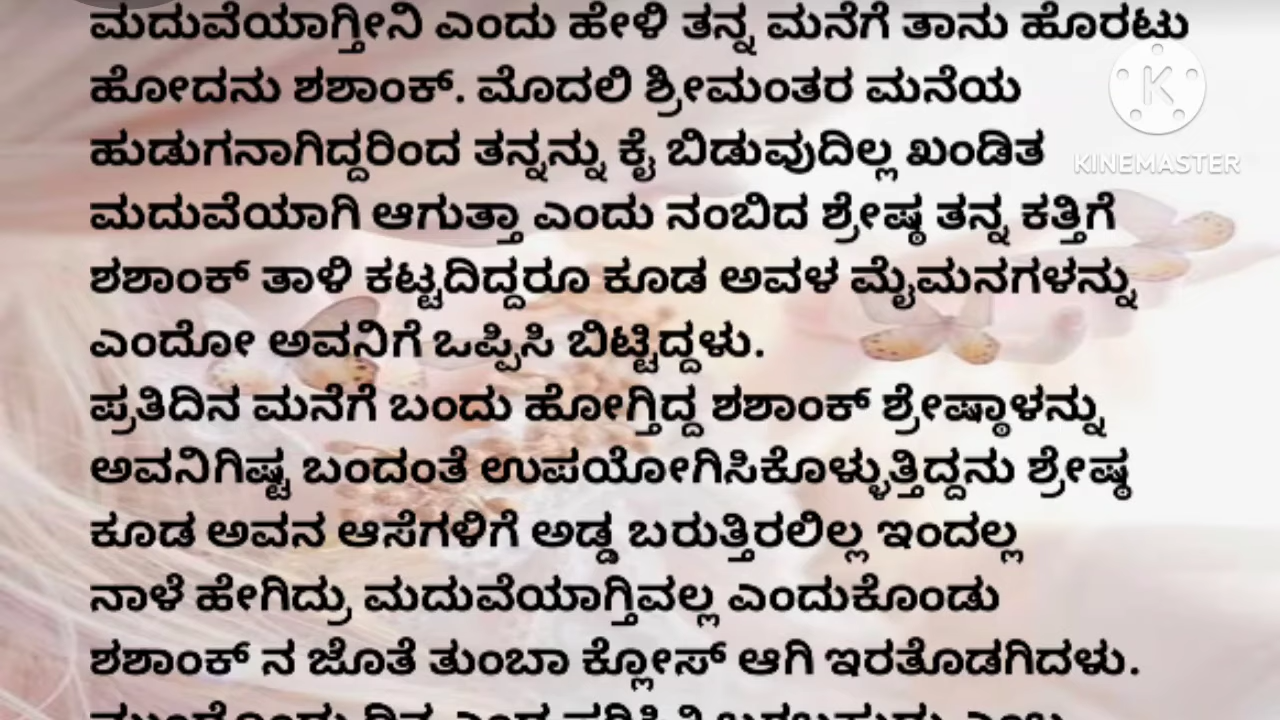 ಮದುವೆಯಾಗ್ತೀನಿ ಎಂದು ಹೇಳಿ ತನ್ನ ಮನೆಗೆ ತಾನು ಹೊರಟು
ಹೋದನು ಶಶಾಂಕ್. ಮೊದಲಿ ಶ್ರೀಮಂತರ ಮನೆಯ
ಹುಡುಗನಾಗಿದ್ದರಿಂದ ತನ್ನನ್ನು ಕೈ ಬಿಡುವುದಿಲ್ಲ ಖಂಡಿತ
ಮದುವೆಯಾಗಿ ಆಗುತ್ತಾ ಎಂದು ನಂಬಿದ ಶ್ರೇಷ್ಠ ತನ್ನ ಕತ್ತಿಗೆ
ಶಶಾಂಕ್ ತಾಳಿ ಕಟ್ಟದಿದ್ದರೂ ಕೂಡ ಅವಳ ಮೈಮನಗಳನ್ನು
ಎಂದೋ ಅವನಿಗೆ ಒಪ್ಪಿಸಿ ಬಿಟ್ಟಿದ್ದಳು.
ಪ್ರತಿದಿನ ಮನೆಗೆ ಬಂದು ಹೋಗ್ತಿದ್ದ ಶಶಾಂಕ್ ಶ್ರೇಷ್ಠಾಳನ್ನು
ಅವನಿಗಿಷ್ಟ ಬಂದಂತೆ ಉಪಯೋಗಿಸಿಕೊಳ್ಳುತ್ತಿದ್ದನು ಶ್ರೇಷ್ಠ
ಕೂಡ ಅವನ ಆಸೆಗಳಿಗೆ ಅಡ್ಡ ಬರುತ್ತಿರಲಿಲ್ಲ ಇಂದಲ್ಲ
ನಾಳೆ ಹೇಗಿದ್ರು ಮದುವೆಯಾಗ್ತಿವಲ್ಲ ಎಂದುಕೊಂಡು
ಶಶಾಂಕ್ ನ ಜೊತೆ ತುಂಬಾ ಕ್ಲೋಸ್ ಆಗಿ ಇರತೊಡಗಿದಳು.
K
KINEMASTER